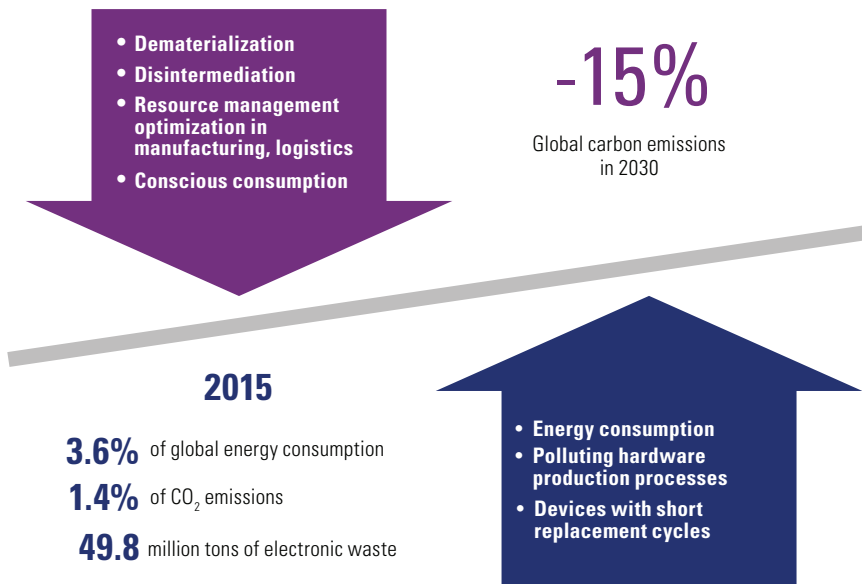 • Dematerialization
• Disintermediation
• Resource management
optimization in
manufacturing, logistics
• Conscious consumption
-15%
Global carbon emissions
in 2030
2015
3.6% of global energy consumption
1.4% of CO₂ emissions
49.8 million tons of electronic waste
• Energy consumption
• Polluting hardware
production processes
• Devices with short
replacement cycles